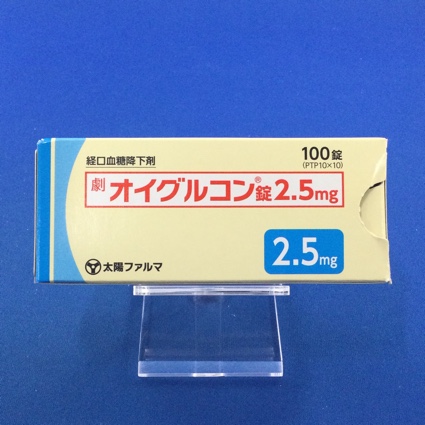 経口血糖降下剤
100錠
(PTP10×10)
劇 オイグルコン®錠2.5mg
2.5mg
太陽ファルマ